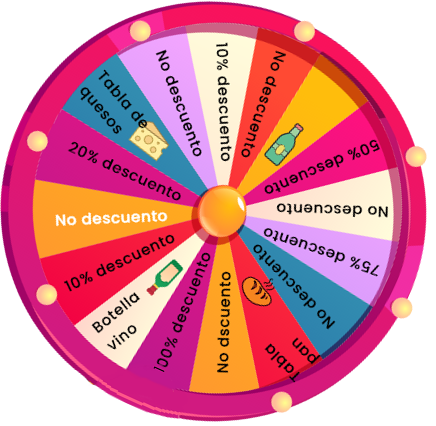 10% descuento
No descuento
50% descuento
No descuento
75% descuento
No descuento
Tabla
pan
No dscuento
100% descuento
Botella
vino
10% descuento
No descuento
20% descuento
Tabla de
quesos
No descuento